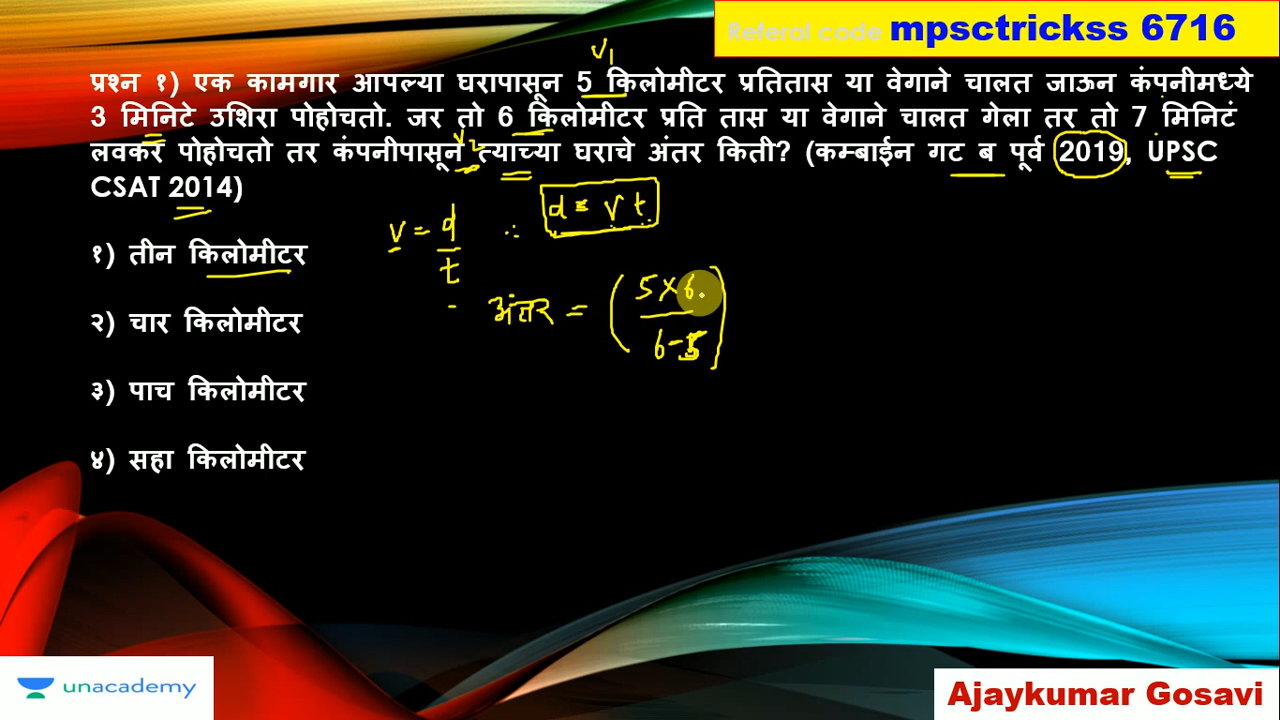 Referal code mpsctrickss 6716
V1
प्रश्न १) एक कामगार आपल्या घरापासून 5 किलोमीटर प्रतितास या वेगाने चालत जाऊन कंपनीमध्ये
3 मिनिटे उशिरा पोहोचतो. जर तो 6 किलोमीटर प्रति तास या वेगाने चालत गेला तर तो 7 मिनिटं
लवकर पोहोचतो तर कंपनीपासून त्याच्या घराचे अंतर किती? (कम्बाईन गट ब पूर्व 2019, UPSC
V2
CSAT 2014)
v = d/t ∴ d = v t
१) तीन किलोमीटर
अंतर = (5×6 / 6-5)
२) चार किलोमीटर
३) पाच किलोमीटर
४) सहा किलोमीटर
unacademy
Ajaykumar Gosavi